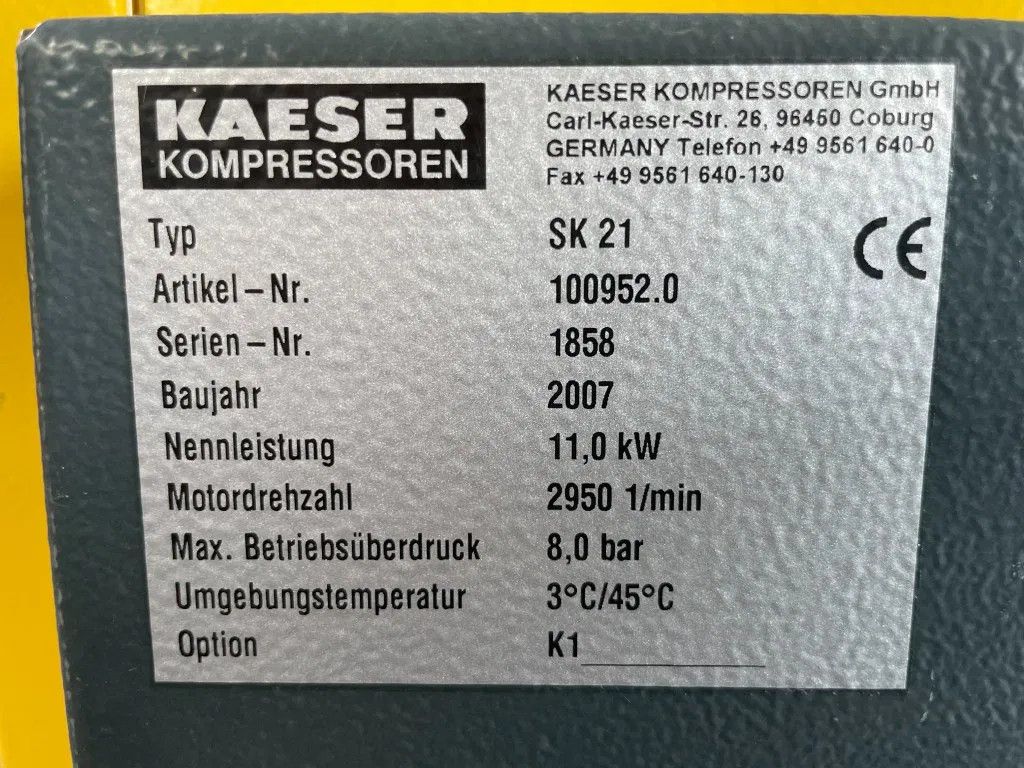 KAESER
KOMPRESSOREN
KAESER KOMPRESSOREN GmbH
Carl-Kaeser-Str. 26, 96450 Coburg
GERMANY Telefon +49 9561 640-0
Fax +49 9561 640-130
Typ SK 21
CE
Artikel–Nr. 100952.0
Serien–Nr. 1858
Baujahr 2007
Nennleistung 11,0 kW
Motordrehzahl 2950 1/min
Max. Betriebsüberdruck 8,0 bar
Umgebungstemperatur 3°C/45°C
Option K1